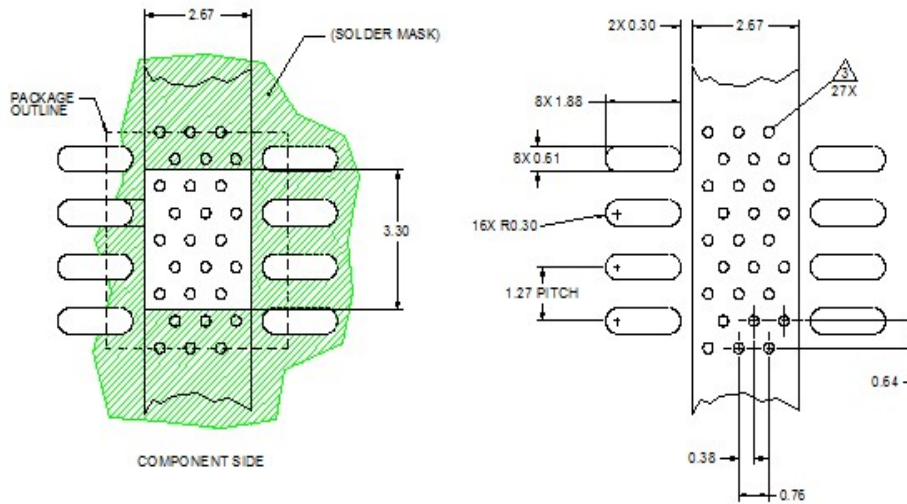 2.67
(SOLDER MASK)
PACKAGE
OUTLINE
3.30
COMPONENT SIDE
2X 0.30
2.67
3
27X
8X 1.88
8X 0.61
16X R0.30
1.27 PITCH
0.64
0.38
0.76